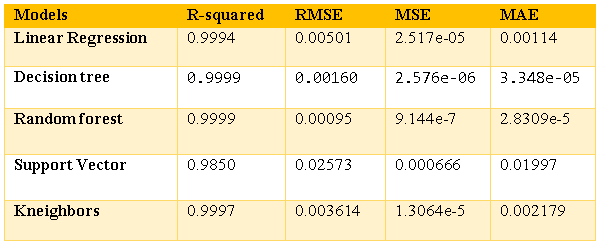 Models R-squared RMSE MSE MAE
Linear Regression 0.9994 0.00501 2.517e-05 0.00114
Decision tree 0.9999 0.00160 2.576e-06 3.348e-05
Random forest 0.9999 0.00095 9.144e-7 2.8309e-5
Support Vector 0.9850 0.02573 0.000666 0.01997
Kneighbors 0.9997 0.003614 1.3064e-5 0.002179